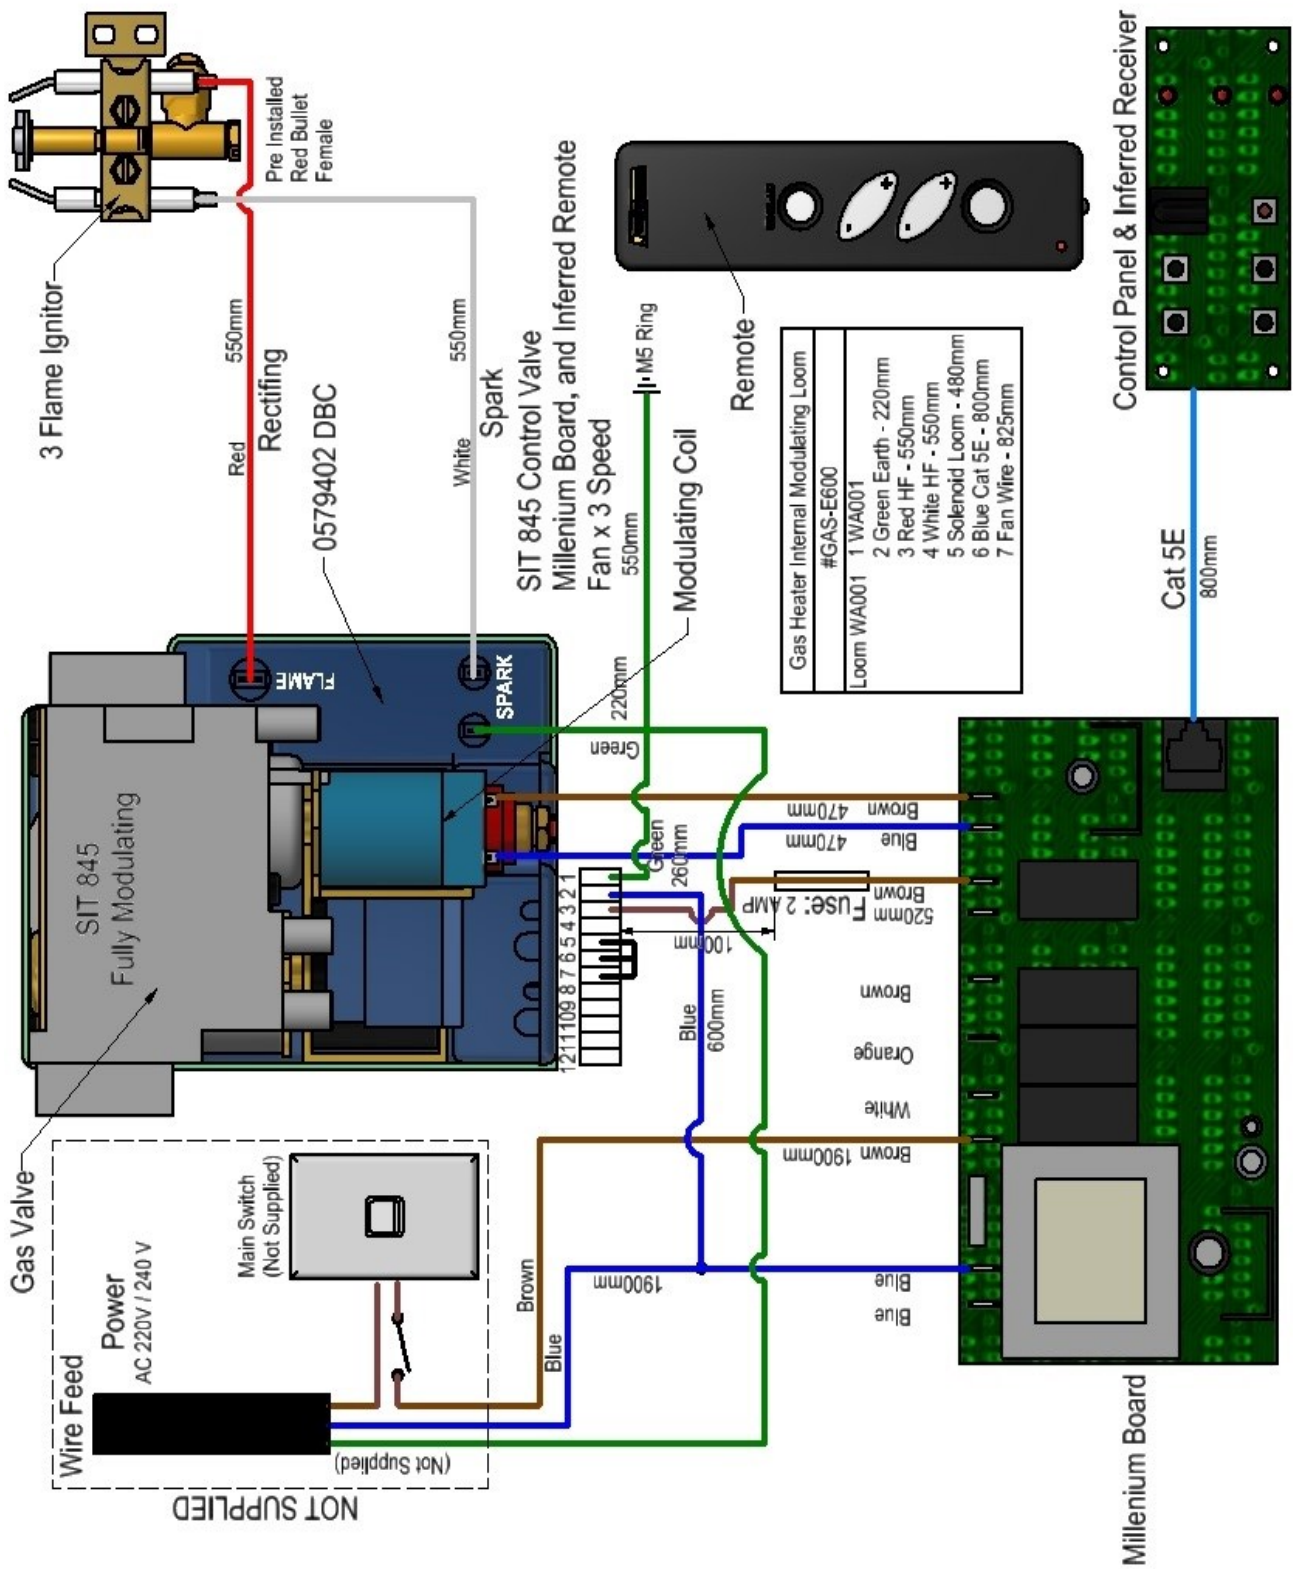 3 Flame Ignitor
Pre Installed
Red Bullet
Female
Red
550mm
Rectifing
White
550mm
Spark
0579402 DBC
SIT 845 Control Valve
Millenium Board, and Inferred Remote
Fan x 3 Speed
550mm
M5 Ring
Modulating Coil
Remote
Gas Valve
SIT 845
Fully Modulating
FLAME
SPARK
220mm
Green
Green
260mm
12 11 10 9 8 7 6 5 4 3 2 1
100mm
Fuse: 2 AMP
Blue
600mm
Brown
470mm
Blue
470mm
Brown
520mm
Brown
Orange
White
Brown 1900mm
1900mm
Blue
Blue
Brown
Blue
Wire Feed
Power
AC 220V / 240 V
Main Switch
(Not Supplied)
(Not Supplied)
NOT SUPPLIED
Gas Heater Internal Modulating Loom
#GAS-E600
Loom WA001 1 WA001
2 Green Earth - 220mm
3 Red HF - 550mm
4 White HF - 550mm
5 Solenoid Loom - 480mm
6 Blue Cat 5E - 800mm
7 Fan Wire - 825mm
Millenium Board
Cat 5E
800mm
Control Panel & Inferred Receiver
- +
- +